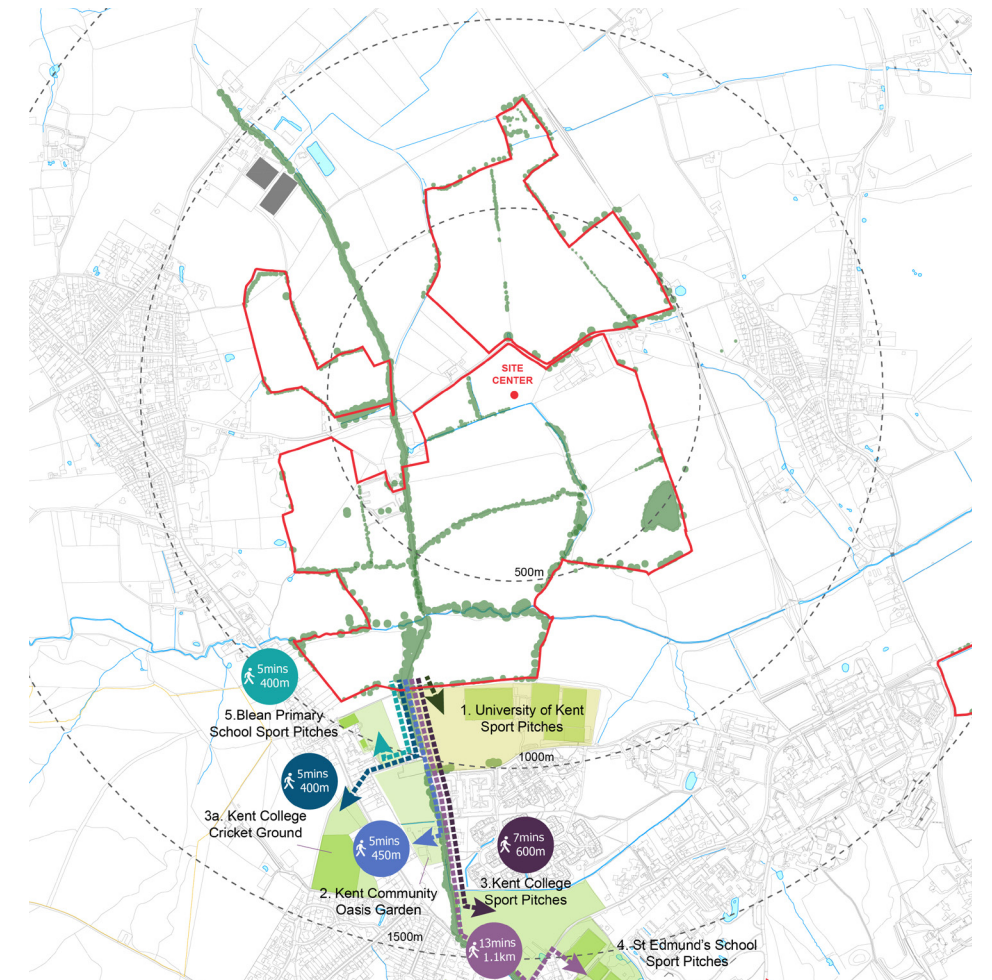 SITE
CENTER
500m
5mins
400m
5.Blean Primary
School Sport Pitches
1. University of Kent
Sport Pitches
1000m
5mins
400m
3a. Kent College
Cricket Ground
5mins
450m
7mins
600m
2. Kent Community
Oasis Garden
3.Kent College
Sport Pitches
1500m
13mins
1.1km
4. St Edmund's School
Sport Pitches